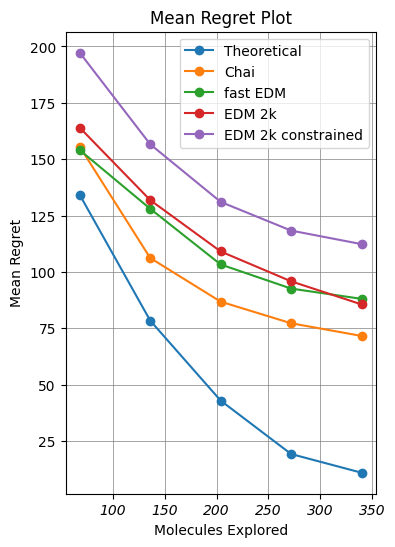 Mean Regret Plot
Theoretical
Chai
fast EDM
EDM 2k
EDM 2k constrained
Mean Regret
200
175
150
125
100
75
50
25
100 150 200 250 300 350
Molecules Explored